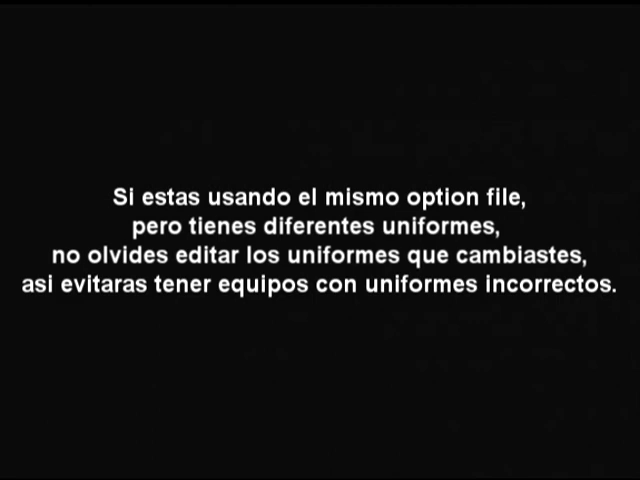 Si estas usando el mismo option file,
pero tienes diferentes uniformes,
no olvides editar los uniformes que cambiastes,
asi evitaras tener equipos con uniformes incorrectos.